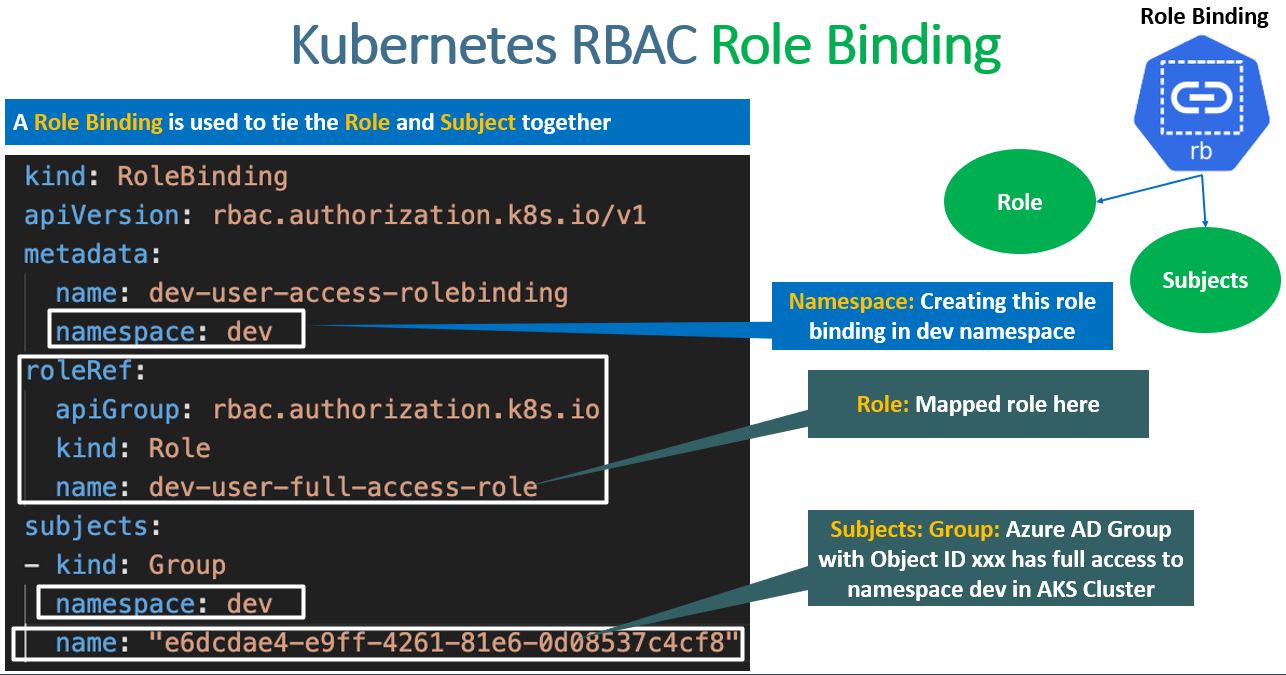 Kubernetes RBAC Role Binding
Role Binding
rb
Role
Subjects
A Role Binding is used to tie the Role and Subject together
kind: RoleBinding
apiVersion: rbac.authorization.k8s.io/v1
metadata:
name: dev-user-access-rolebinding
namespace: dev
roleRef:
apiGroup: rbac.authorization.k8s.io
kind: Role
name: dev-user-full-access-role
subjects:
- kind: Group
namespace: dev
name: "e6dcdae4-e9ff-4261-81e6-0d08537c4cf8"
Namespace: Creating this role
binding in dev namespace
Role: Mapped role here
Subjects: Group: Azure AD Group
with Object ID xxx has full access to
namespace dev in AKS Cluster